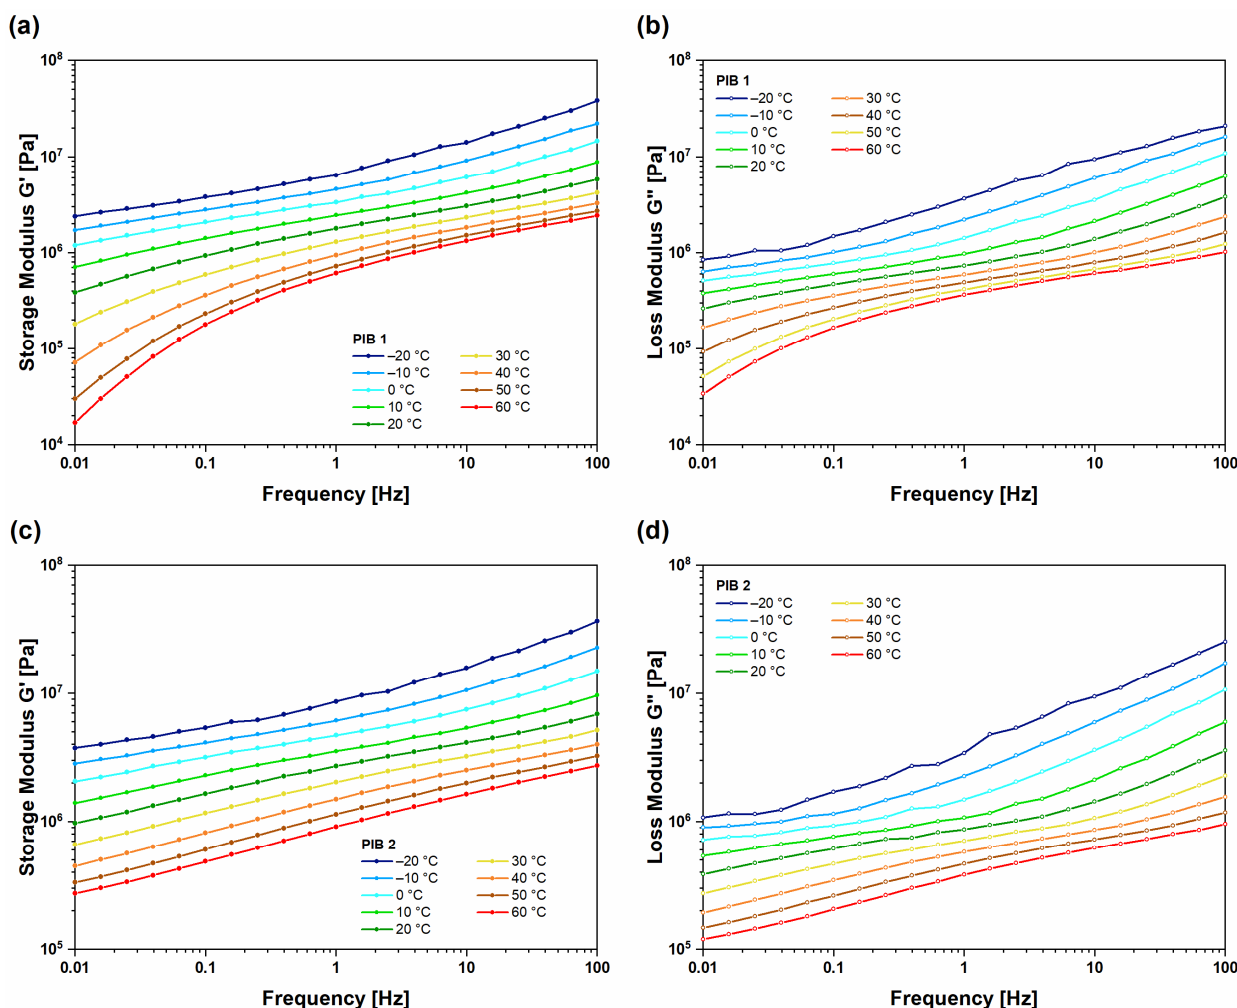 (a)
Storage Modulus G' [Pa]
10⁸
10⁷
10⁶
10⁵
10⁴
PIB 1
–20 °C
–10 °C
0 °C
10 °C
20 °C
30 °C
40 °C
50 °C
60 °C
0.01
0.1
1
10
100
Frequency [Hz]
(b)
Loss Modulus G'' [Pa]
10⁸
10⁷
10⁶
10⁵
10⁴
PIB 1
–20 °C
–10 °C
0 °C
10 °C
20 °C
30 °C
40 °C
50 °C
60 °C
0.01
0.1
1
10
100
Frequency [Hz]
(c)
Storage Modulus G' [Pa]
10⁸
10⁷
10⁶
10⁵
PIB 2
–20 °C
–10 °C
0 °C
10 °C
20 °C
30 °C
40 °C
50 °C
60 °C
0.01
0.1
1
10
100
Frequency [Hz]
(d)
Loss Modulus G'' [Pa]
10⁸
10⁷
10⁶
10⁵
PIB 2
–20 °C
–10 °C
0 °C
10 °C
20 °C
30 °C
40 °C
50 °C
60 °C
0.01
0.1
1
10
100
Frequency [Hz]